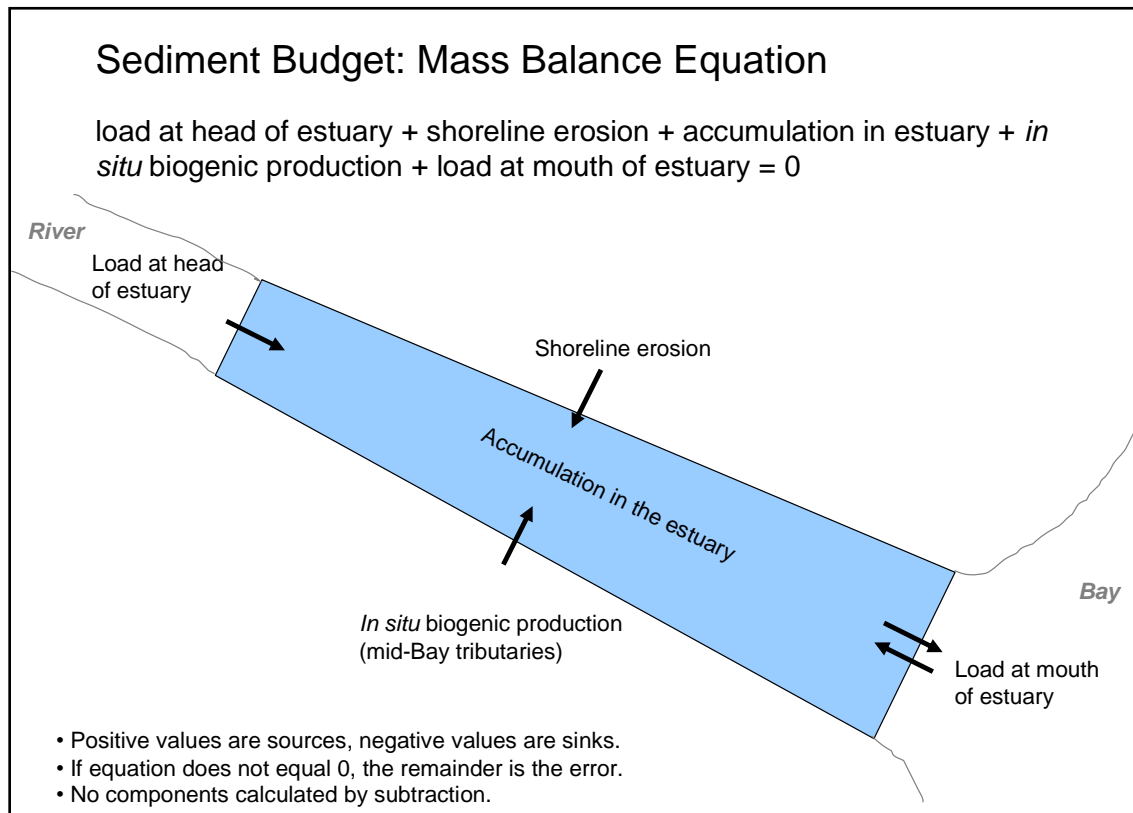 Sediment Budget: Mass Balance Equation
load at head of estuary + shoreline erosion + accumulation in estuary + in
situ biogenic production + load at mouth of estuary = 0
River
Load at head
of estuary
Shoreline erosion
Accumulation in the estuary
In situ biogenic production
(mid-Bay tributaries)
Bay
Load at mouth
of estuary
• Positive values are sources, negative values are sinks.
• If equation does not equal 0, the remainder is the error.
• No components calculated by subtraction.